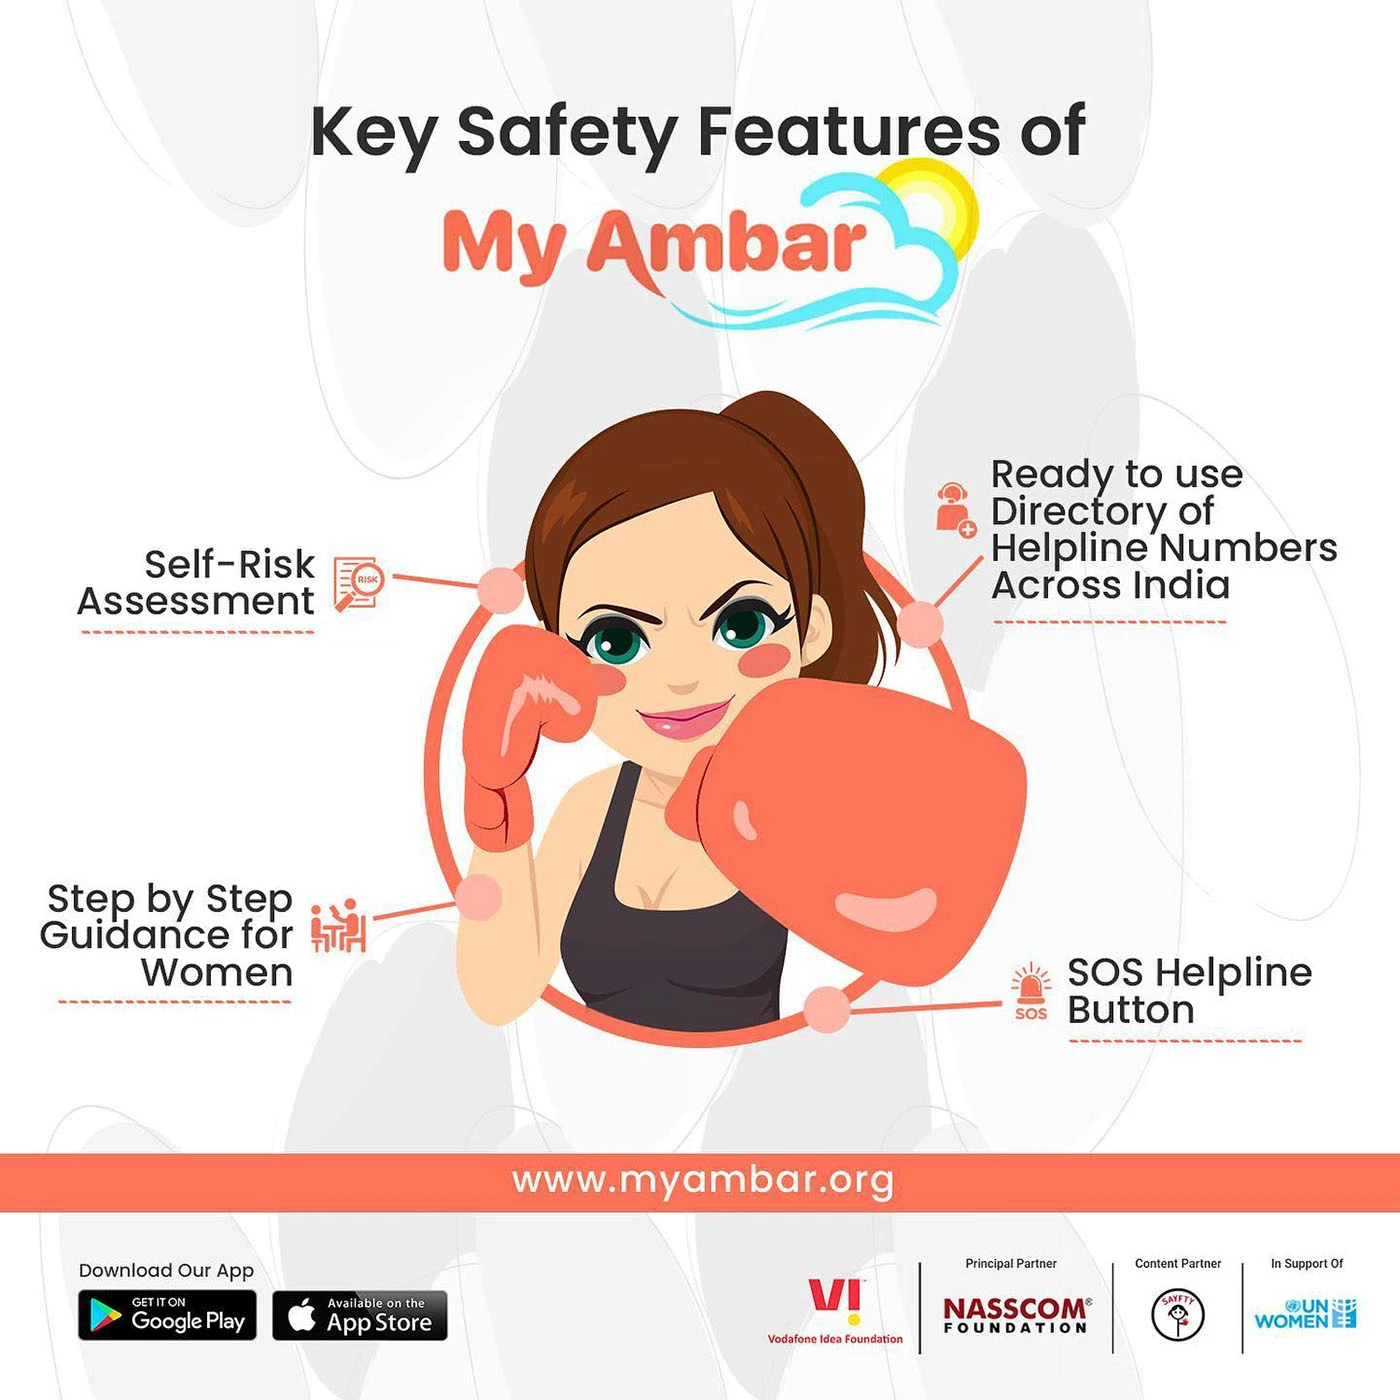 Key Safety Features of
My Ambar
Self-Risk
Assessment
RISK
Ready to use
Directory of
Helpline Numbers
Across India
Step by Step
Guidance for
Women
SOS Helpline
Button
SOS
www.myambar.org
Download Our App
GET IT ON
Google Play
Available on the
App Store
VI
Vodafone Idea Foundation
Principal Partner
NASSCOM®
FOUNDATION
Content Partner
SAYFTY
In Support Of
UN
WOMEN